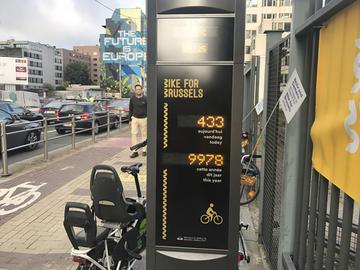 THE
FUTURE
IS
EUROPE
BIKE FOR
BRUSSELS
433
aujourd'hui
vandaag
today
9978
cette année
dit jaar
this year